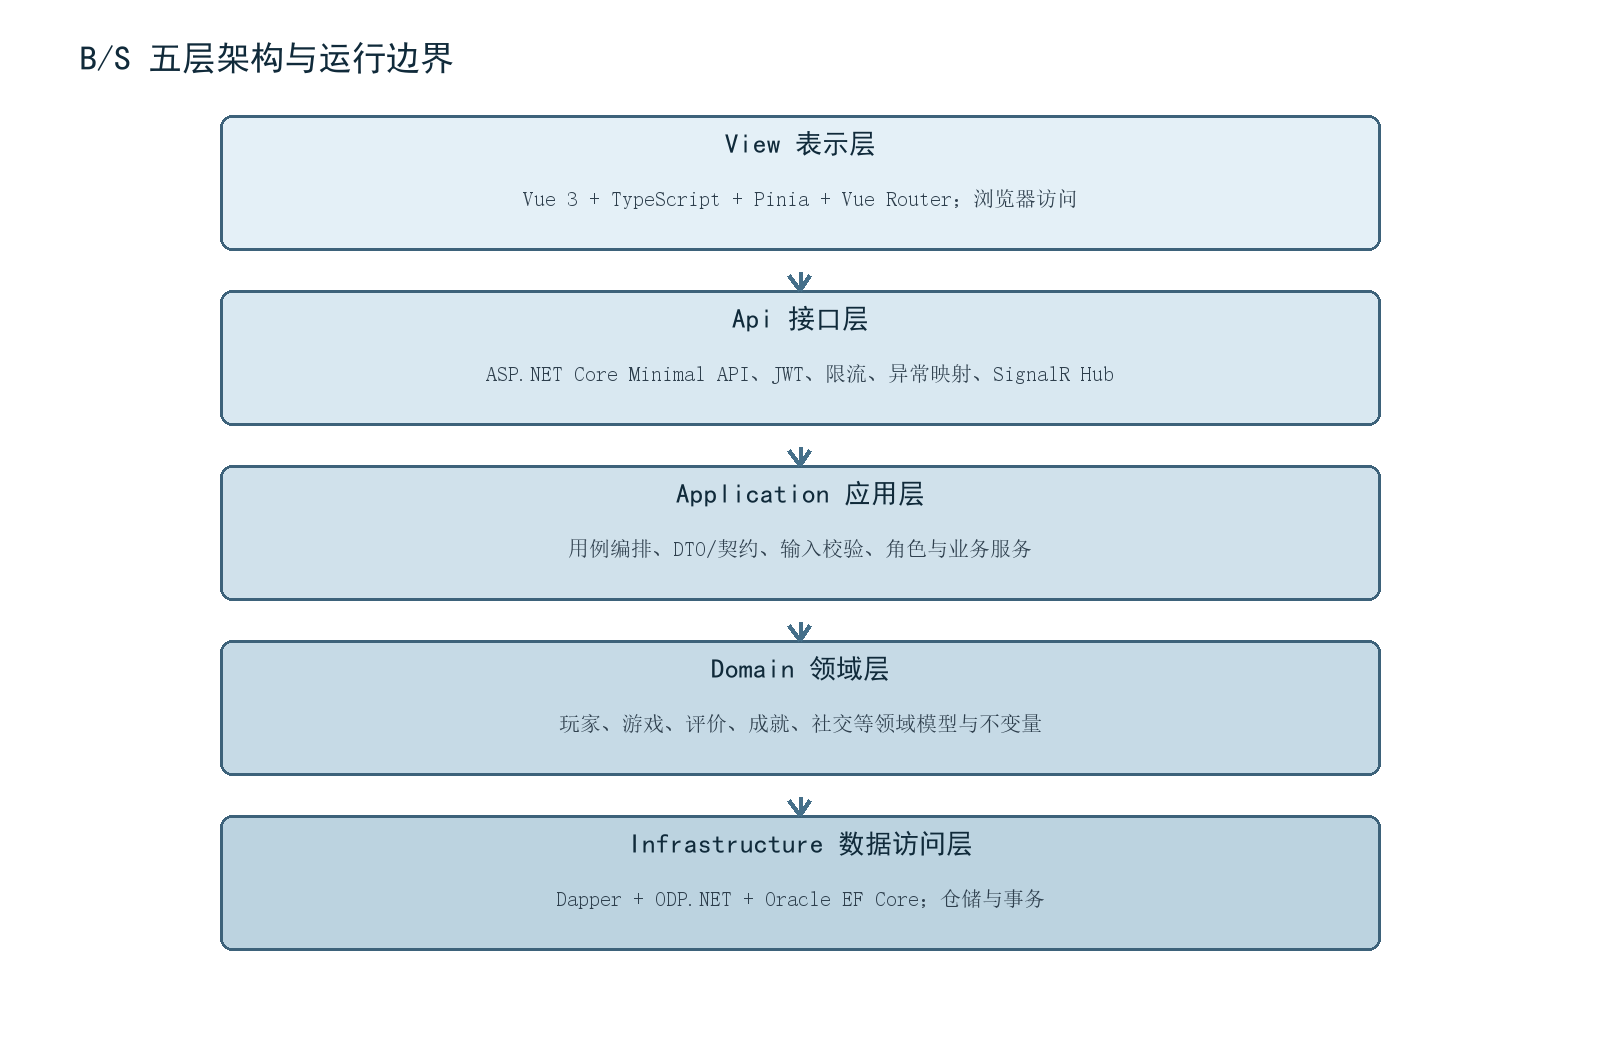 B/S 五层架构与运行边界
View 表示层
Vue 3 + TypeScript + Pinia + Vue Router；浏览器访问
Api 接口层
ASP.NET Core Minimal API、JWT、限流、异常映射、SignalR Hub
Application 应用层
用例编排、DTO/契约、输入校验、角色与业务服务
Domain 领域层
玩家、游戏、评价、成就、社交等领域模型与不变量
Infrastructure 数据访问层
Dapper + ODP.NET + Oracle EF Core；仓储与事务